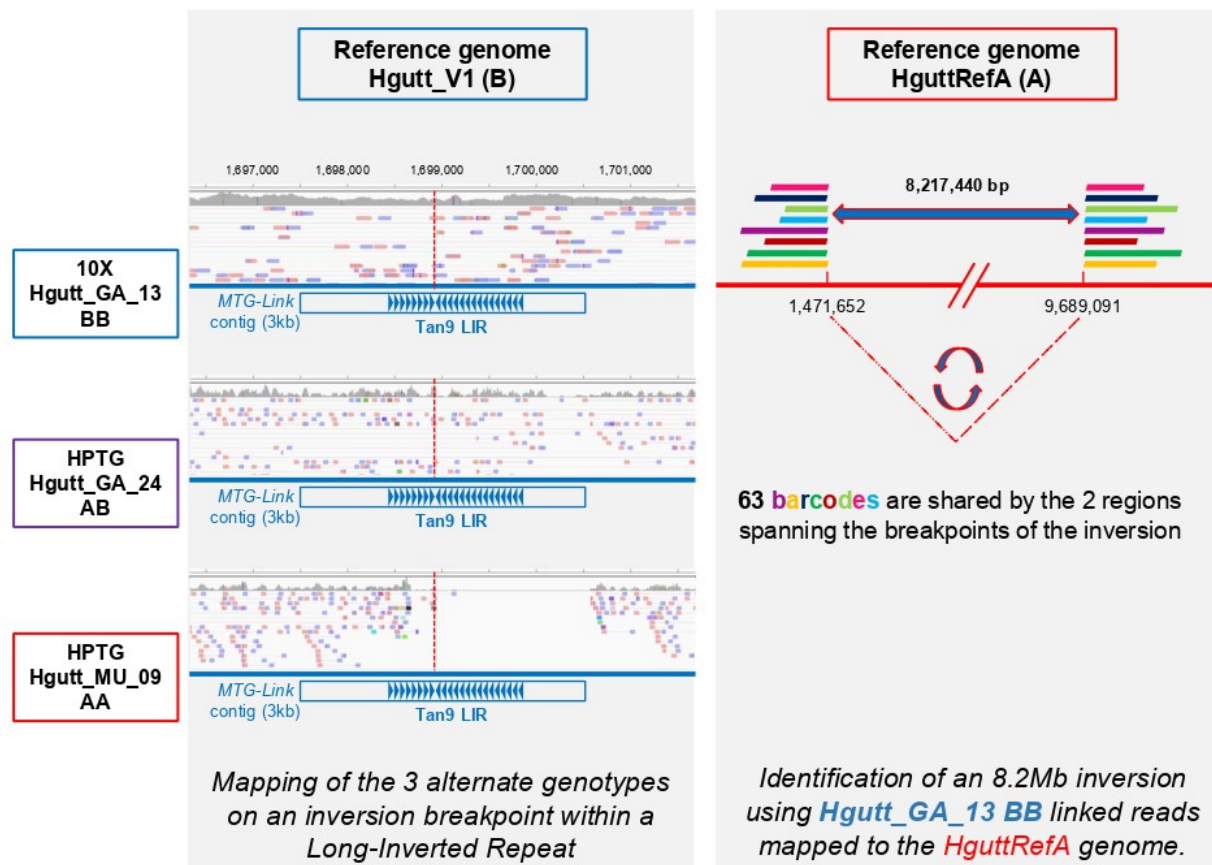 Reference genome
Hgutt_V1 (B)
1,697,000
1,698,000
1,699,000
1,700,000
1,701,000
10X
Hgutt_GA_13
BB
MTG-Link
contig (3kb)
Tan9 LIR
HPTG
Hgutt_GA_24
AB
MTG-Link
contig (3kb)
Tan9 LIR
HPTG
Hgutt_MU_09
AA
MTG-Link
contig (3kb)
Tan9 LIR
Mapping of the 3 alternate genotypes
on an inversion breakpoint within a
Long-Inverted Repeat
Reference genome
HguttRefA (A)
8,217,440 bp
1,471,652
9,689,091
63 barcodes are shared by the 2 regions
spanning the breakpoints of the inversion
Identification of an 8.2Mb inversion
using Hgutt_GA_13 BB linked reads
mapped to the HguttRefA genome.